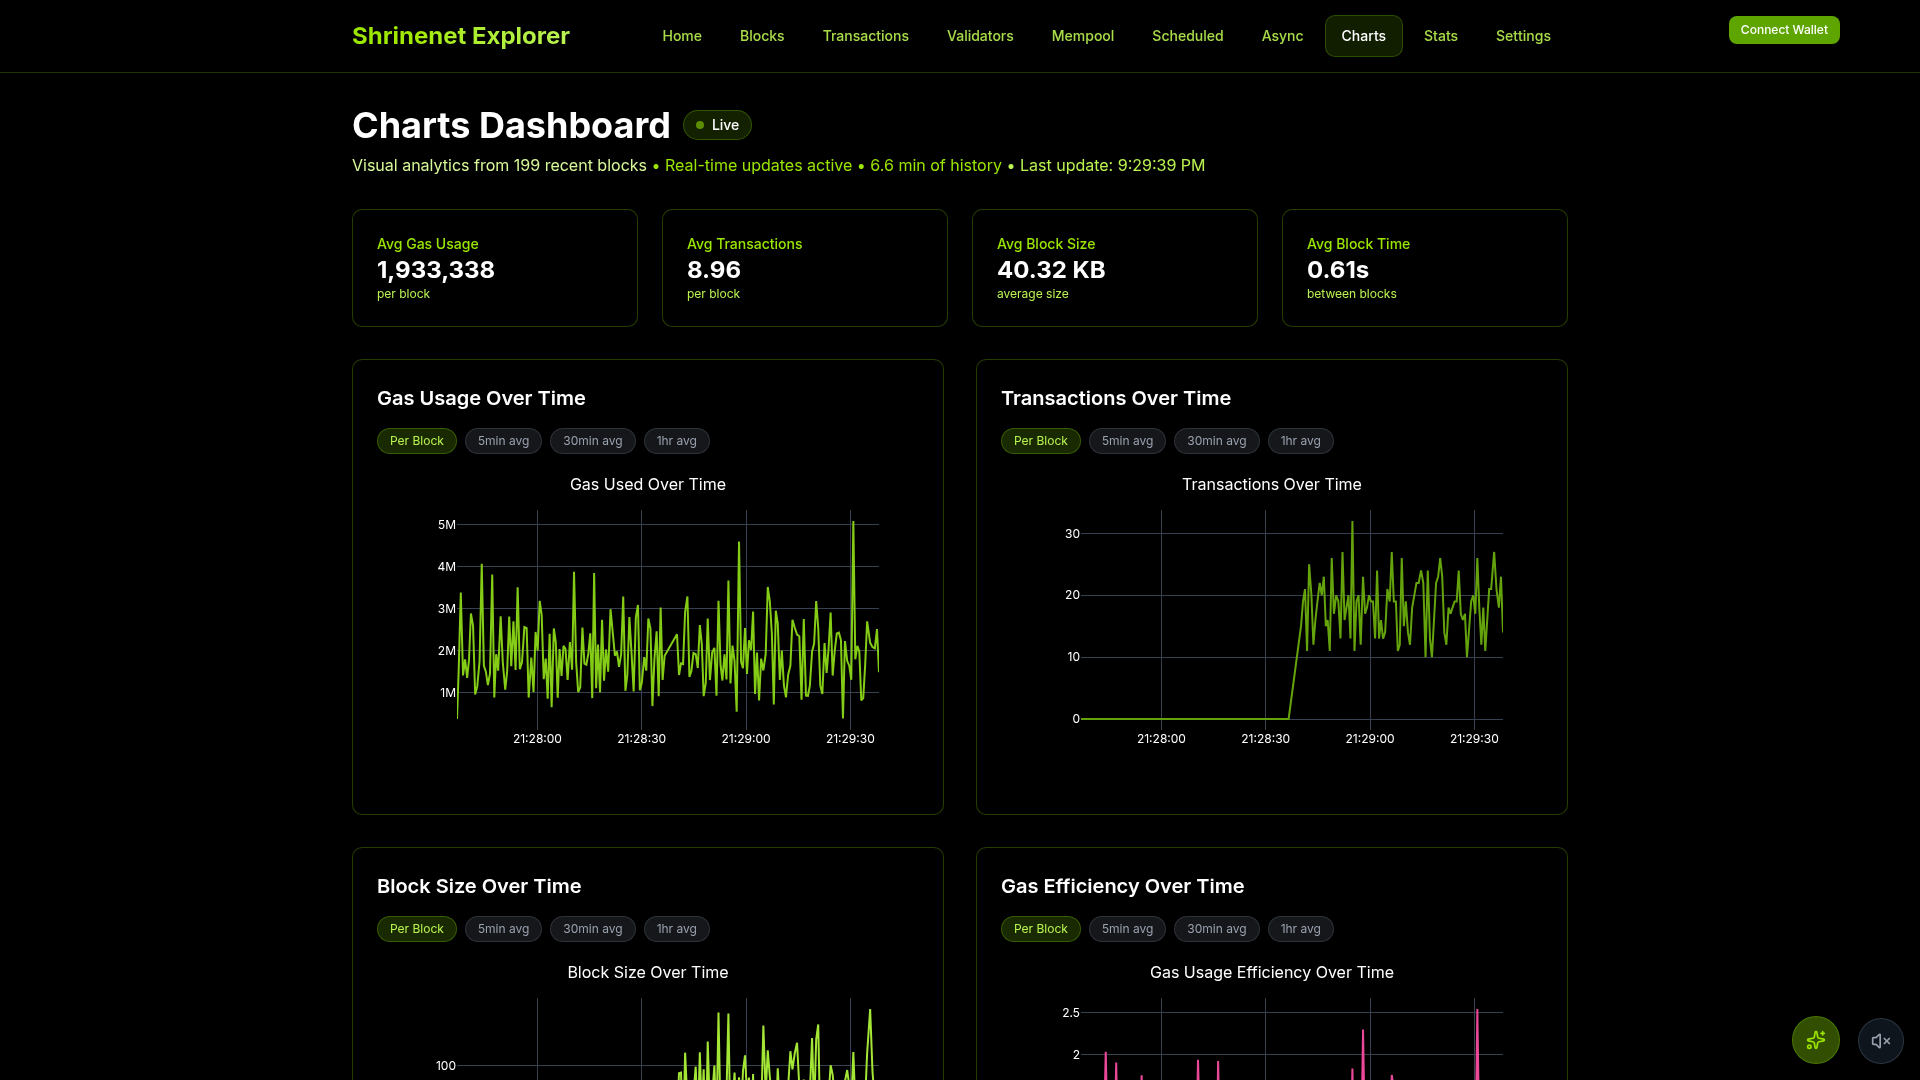 Shrinenet Explorer
Home
Blocks
Transactions
Validators
Mempool
Scheduled
Async
Charts
Stats
Settings
Connect Wallet
Charts Dashboard
Live
Visual analytics from 199 recent blocks • Real-time updates active • 6.6 min of history • Last update: 9:29:39 PM
Avg Gas Usage
1,933,338
per block
Avg Transactions
8.96
per block
Avg Block Size
40.32 KB
average size
Avg Block Time
0.61s
between blocks
Gas Usage Over Time
Per Block
5min avg
30min avg
1hr avg
Gas Used Over Time
5M
4M
3M
2M
1M
21:28:00
21:28:30
21:29:00
21:29:30
Transactions Over Time
Per Block
5min avg
30min avg
1hr avg
Transactions Over Time
30
20
10
0
21:28:00
21:28:30
21:29:00
21:29:30
Block Size Over Time
Per Block
5min avg
30min avg
1hr avg
Block Size Over Time
100
Gas Efficiency Over Time
Per Block
5min avg
30min avg
1hr avg
Gas Usage Efficiency Over Time
2.5
2